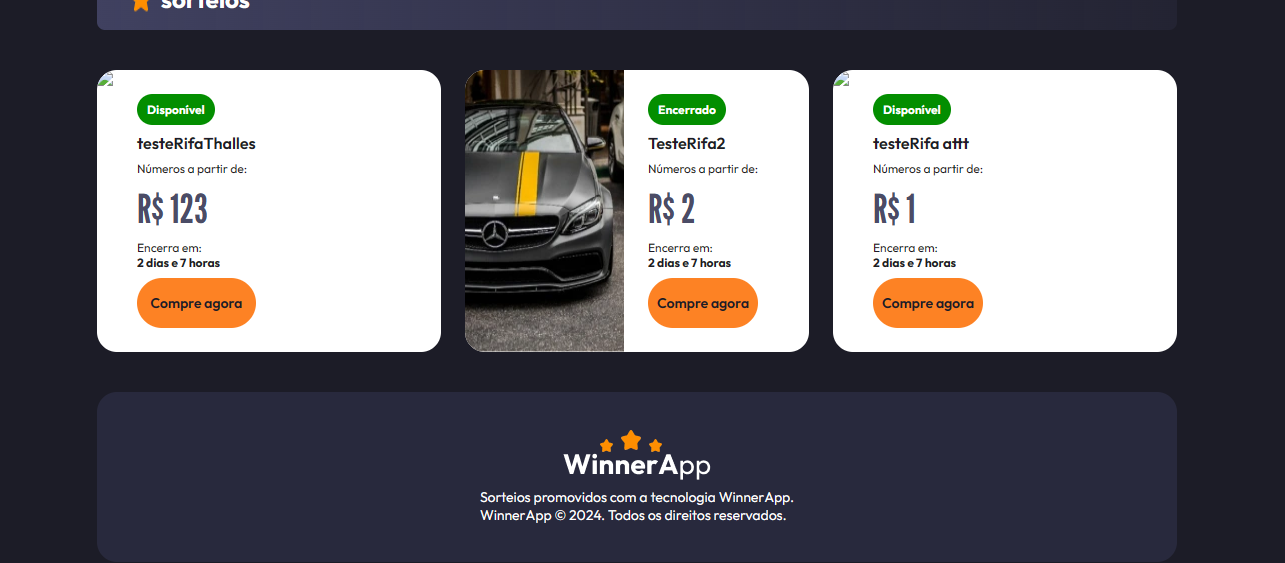 sorteios
Disponível
testeRifaThalles
Números a partir de:
R$ 123
Encerra em:
2 dias e 7 horas
Compre agora
Encerrado
TesteRifa2
Números a partir de:
R$ 2
Encerra em:
2 dias e 7 horas
Compre agora
Disponível
testeRifa attt
Números a partir de:
R$ 1
Encerra em:
2 dias e 7 horas
Compre agora
WinnerApp
Sorteios promovidos com a tecnologia WinnerApp.
WinnerApp © 2024. Todos os direitos reservados.